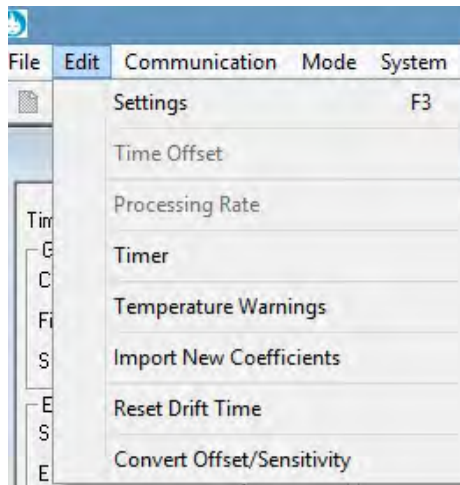 File Edit Communication Mode System
Settings F3
Time Offset
Processing Rate
Timer
Temperature Warnings
Import New Coefficients
Reset Drift Time
Convert Offset/Sensitivity